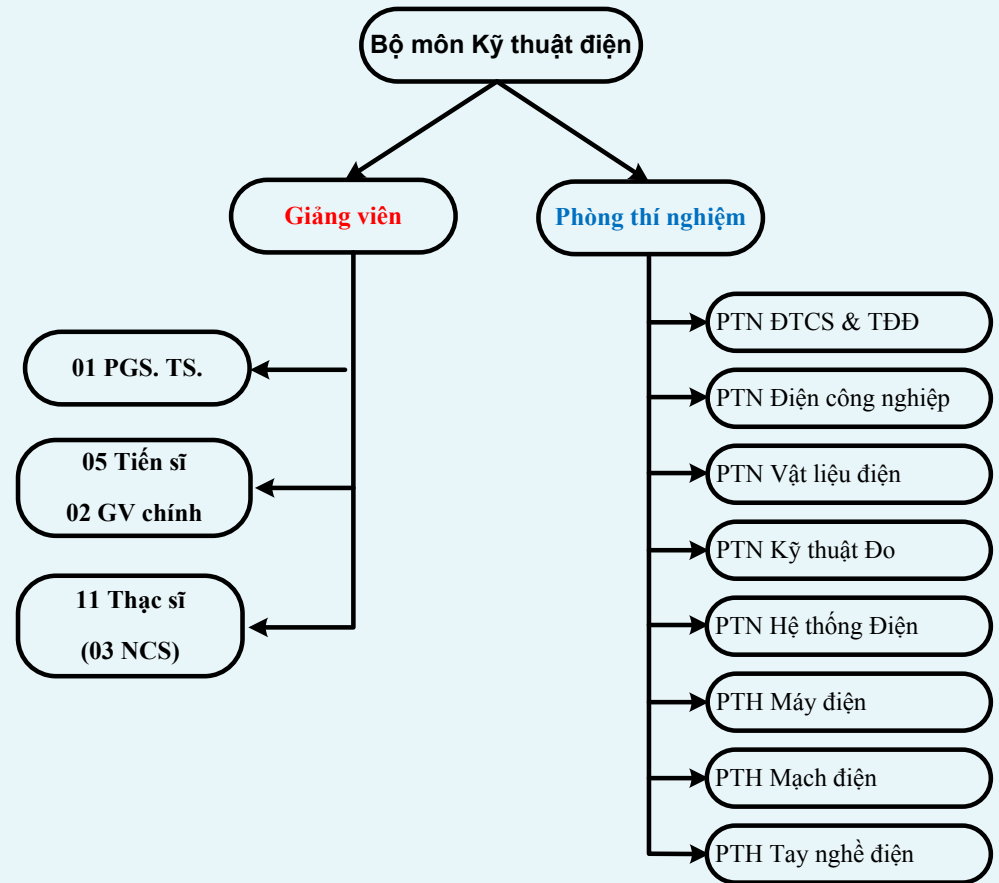 Bộ môn Kỹ thuật điện
Giảng viên
Phòng thí nghiệm
01 PGS. TS.
05 Tiến sĩ
02 GV chính
11 Thạc sĩ
(03 NCS)
PTN ĐTCS & TĐĐ
PTN Điện công nghiệp
PTN Vật liệu điện
PTN Kỹ thuật Đo
PTN Hệ thống Điện
PTH Máy điện
PTH Mạch điện
PTH Tay nghề điện